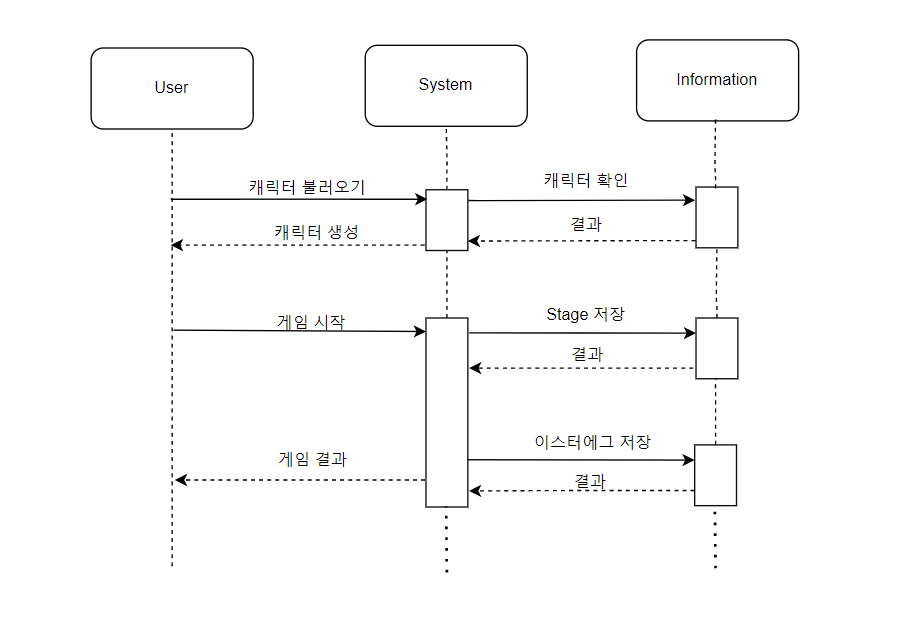 User
System
Information
캐릭터 불러오기
캐릭터 확인
캐릭터 생성
결과
게임 시작
Stage 저장
결과
게임 결과
이스터에그 저장
결과